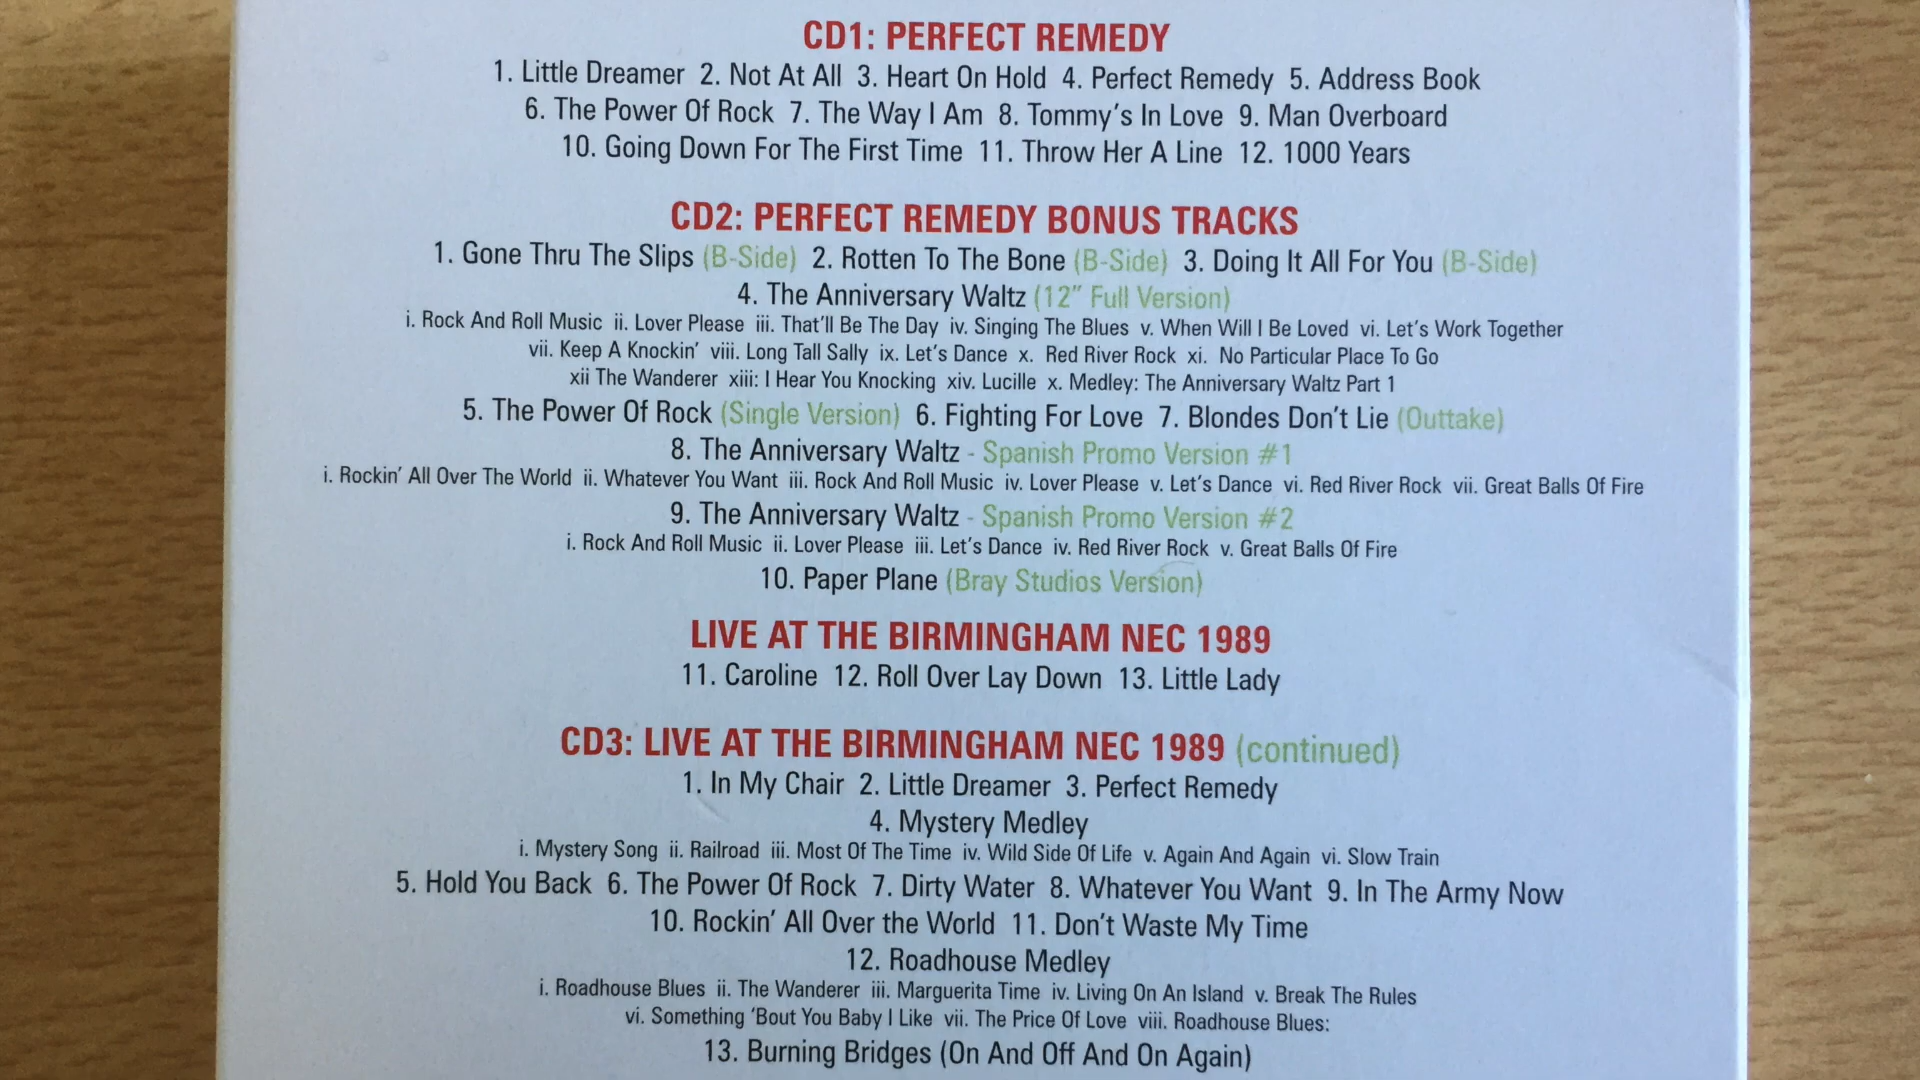 CD1: PERFECT REMEDY
1. Little Dreamer 2. Not At All 3. Heart On Hold 4. Perfect Remedy 5. Address Book
6. The Power Of Rock 7. The Way I Am 8. Tommy's In Love 9. Man Overboard
10. Going Down For The First Time 11. Throw Her A Line 12. 1000 Years
CD2: PERFECT REMEDY BONUS TRACKS
1. Gone Thru The Slips (B-Side) 2. Rotten To The Bone (B-Side) 3. Doing It All For You (B-Side)
4. The Anniversary Waltz (12" Full Version)
i. Rock And Roll Music ii. Lover Please iii. That'll Be The Day iv. Singing The Blues v. When Will I Be Loved vi. Let's Work Together
vii. Keep A Knockin' viii. Long Tall Sally ix. Let's Dance x. Red River Rock xi. No Particular Place To Go
xii The Wanderer xiii: I Hear You Knocking xiv. Lucille x. Medley: The Anniversary Waltz Part 1
5. The Power Of Rock (Single Version) 6. Fighting For Love 7. Blondes Don't Lie (Outtake)
8. The Anniversary Waltz - Spanish Promo Version #1
i. Rockin' All Over The World ii. Whatever You Want iii. Rock And Roll Music iv. Lover Please v. Let's Dance vi. Red River Rock vii. Great Balls Of Fire
9. The Anniversary Waltz - Spanish Promo Version #2
i. Rock And Roll Music ii. Lover Please iii. Let's Dance iv. Red River Rock v. Great Balls Of Fire
10. Paper Plane (Bray Studios Version)
LIVE AT THE BIRMINGHAM NEC 1989
11. Caroline 12. Roll Over Lay Down 13. Little Lady
CD3: LIVE AT THE BIRMINGHAM NEC 1989 (continued)
1. In My Chair 2. Little Dreamer 3. Perfect Remedy
4. Mystery Medley
i. Mystery Song ii. Railroad iii. Most Of The Time iv. Wild Side Of Life v. Again And Again vi. Slow Train
5. Hold You Back 6. The Power Of Rock 7. Dirty Water 8. Whatever You Want 9. In The Army Now
10. Rockin' All Over the World 11. Don't Waste My Time
12. Roadhouse Medley
i. Roadhouse Blues ii. The Wanderer iii. Marguerita Time iv. Living On An Island v. Break The Rules
vi. Something 'Bout You Baby I Like vii. The Price Of Love viii. Roadhouse Blues:
13. Burning Bridges (On And Off And On Again)